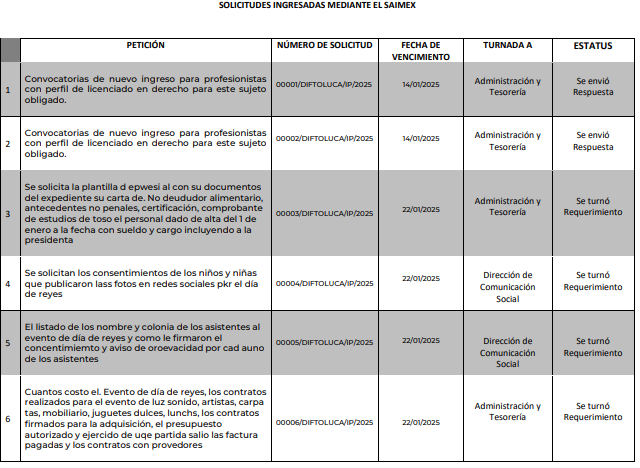 SOLICITUDES INGRESADAS MEDIANTE EL SAIMEX
PETICIÓN
NÚMERO DE SOLICITUD
FECHA DE
VENCIMIENTO
TURNADA A
ESTATUS
1
Convocatorias de nuevo ingreso para profesionistas
con perfil de licenciado en derecho para este sujeto
obligado.
00001/DIFTOLUCA/IP/2025
14/01/2025
Administración y
Tesorería
Se envió
Respuesta
2
Convocatorias de nuevo ingreso para profesionistas
con perfil de licenciado en derecho para este sujeto
obligado.
00002/DIFTOLUCA/IP/2025
14/01/2025
Administración y
Tesorería
Se envió
Respuesta
3
Se solicita la plantilla d epwesi al con su documentos
del expediente su carta de. No deududor alimentario,
antecedentes no penales, certificación, comprobante
de estudios de toso el personal dado de alta del 1 de
enero a la fecha con sueldo y cargo incluyendo a la
presidenta
00003/DIFTOLUCA/IP/2025
22/01/2025
Administración y
Tesorería
Se turnó
Requerimiento
4
Se solicitan los consentimientos de los niños y niñas
que publicaron lass fotos en redes sociales pkr el día
de reyes
00004/DIFTOLUCA/IP/2025
22/01/2025
Dirección de
Comunicación
Social
Se turnó
Requerimiento
5
El listado de los nombre y colonia de los asistentes al
evento de día de reyes y como le firmaron el
concentimiernto y aviso de oroevacidad por cad auno
de los asistentes
00005/DIFTOLUCA/IP/2025
22/01/2025
Dirección de
Comunicación
Social
Se turnó
Requerimiento
6
Cuantos costo el. Evento de día de reyes, los contratos
realizados para el evento de luz sonido, artistas, carpa
tas, mobiliario, juguetes dulces, lunchs, los contratos
firmados para la adquisición, el presupuesto
autorizado y ejercido de uqe partida salio las factura
pagadas y los contratos con provedores
00006/DIFTOLUCA/IP/2025
22/01/2025
Administración y
Tesorería
Se turnó
Requerimiento